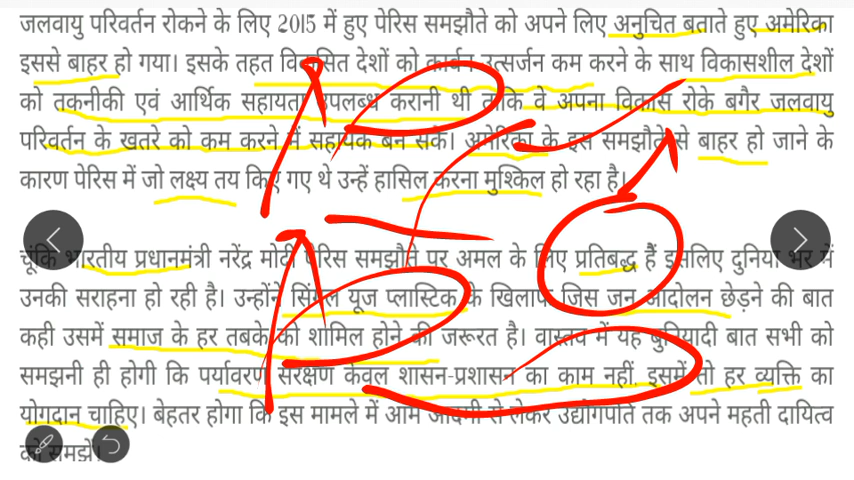 जलवायु परिवर्तन रोकने के लिए 2015 में हुए पेरिस समझौते को अपने लिए अनुचित बताते हुए अमेरिका
इससे बाहर हो गया। इसके तहत विकसित देशों को कार्बन उत्सर्जन कम करने के साथ विकासशील देशों
को तकनीकी एवं आर्थिक सहायता उपलब्ध करानी थी ताकि वे अपना विकास रोके बगैर जलवायु
परिवर्तन के खतरे को कम करने में सहायक बन सकें। अमेरिका के इस समझौते से बाहर हो जाने के
कारण पेरिस में जो लक्ष्य तय किए गए थे उन्हें हासिल करना मुश्किल हो रहा है।
चूंकि भारतीय प्रधानमंत्री नरेंद्र मोदी पेरिस समझौते पर अमल के लिए प्रतिबद्ध हैं इसलिए दुनिया भर में
उनकी सराहना हो रही है। उन्होंने सिंगल यूज प्लास्टिक के खिलाफ जिस जन आंदोलन छेड़ने की बात
कही उसमें समाज के हर तबके को शामिल होने की जरूरत है। वास्तव में यह बुनियादी बात सभी को
समझनी ही होगी कि पर्यावरण संरक्षण केवल शासन-प्रशासन का काम नहीं, इसमें तो हर व्यक्ति का
योगदान चाहिए। बेहतर होगा कि इस मामले में आम आदमी से लेकर उद्योगपति तक अपने महती दायित्व
को समझें।